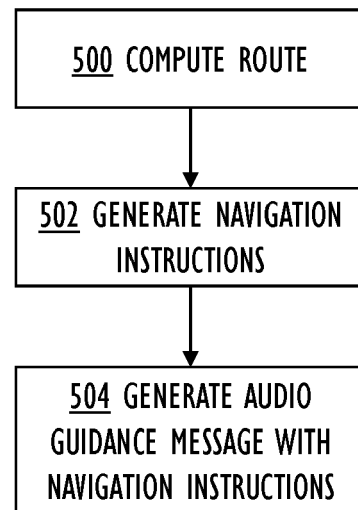 500 COMPUTE ROUTE
502 GENERATE NAVIGATION
INSTRUCTIONS
504 GENERATE AUDIO
GUIDANCE MESSAGE WITH
NAVIGATION INSTRUCTIONS